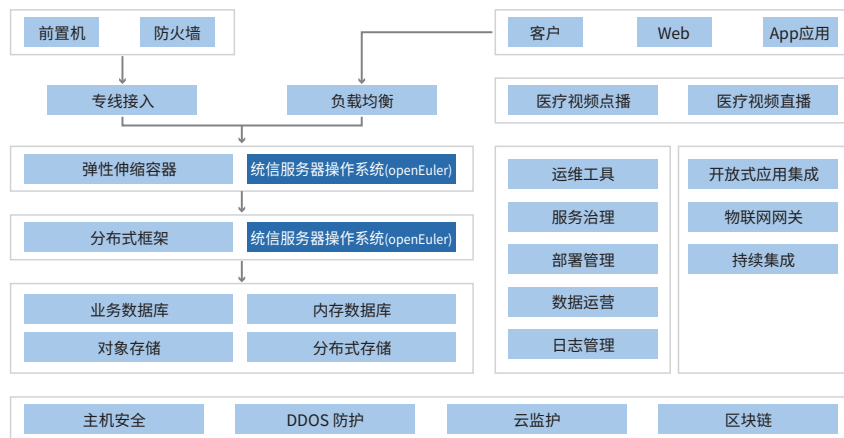 前置机
防火墙
客户
Web
App应用
专线接入
负载均衡
医疗视频点播
医疗视频直播
弹性伸缩容器
统信服务器操作系统(openEuler)
运维工具
开放式应用集成
服务治理
物联网网关
分布式框架
统信服务器操作系统(openEuler)
部署管理
持续集成
业务数据库
内存数据库
数据运营
对象存储
分布式存储
日志管理
主机安全
DDOS 防护
云监护
区块链